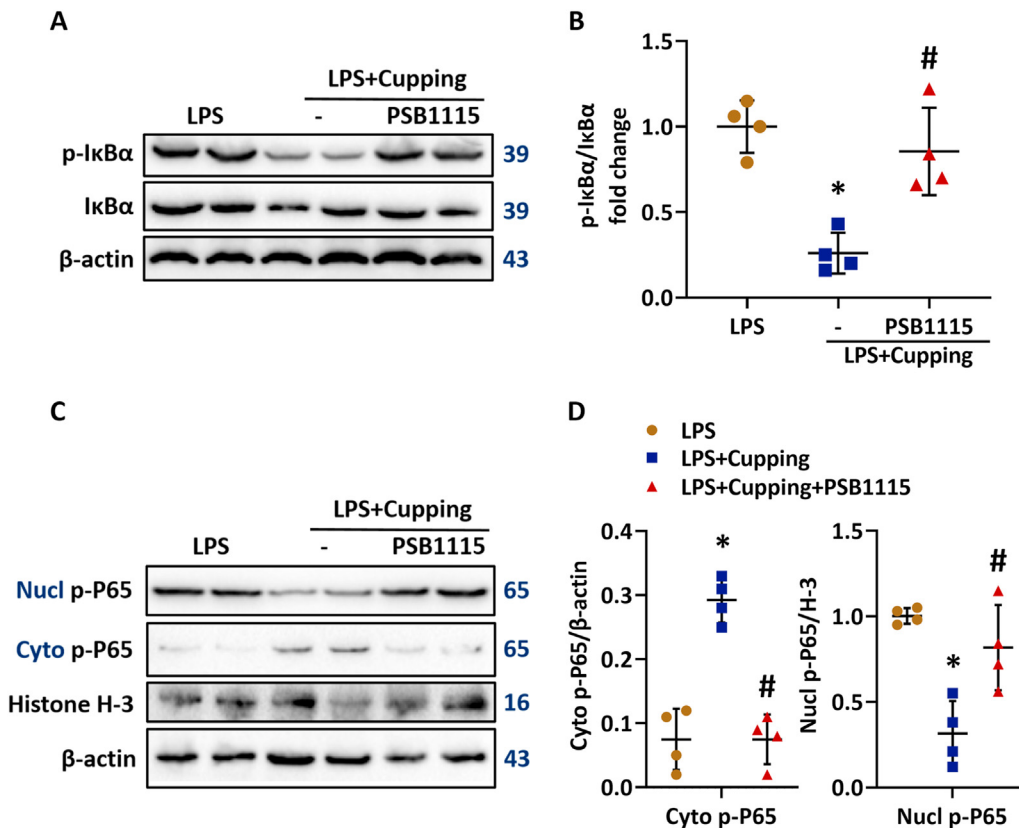 A
LPS+Cupping
LPS - PSB1115
p-IκBα 39
IκBα 39
β-actin 43
B
p-IκBα/IκBα
fold change
1.5
1.0
0.5
0.0
*
#
LPS - PSB1115
LPS+Cupping
C
LPS+Cupping
LPS - PSB1115
Nucl p-P65 65
Cyto p-P65 65
Histone H-3 16
β-actin 43
D
LPS
LPS+Cupping
LPS+Cupping+PSB1115
Cyto p-P65/β-actin
0.4
0.3
0.2
0.1
0.0
*
#
Cyto p-P65
Nucl p-P65/H-3
1.5
1.0
0.5
0.0
*
#
Nucl p-P65